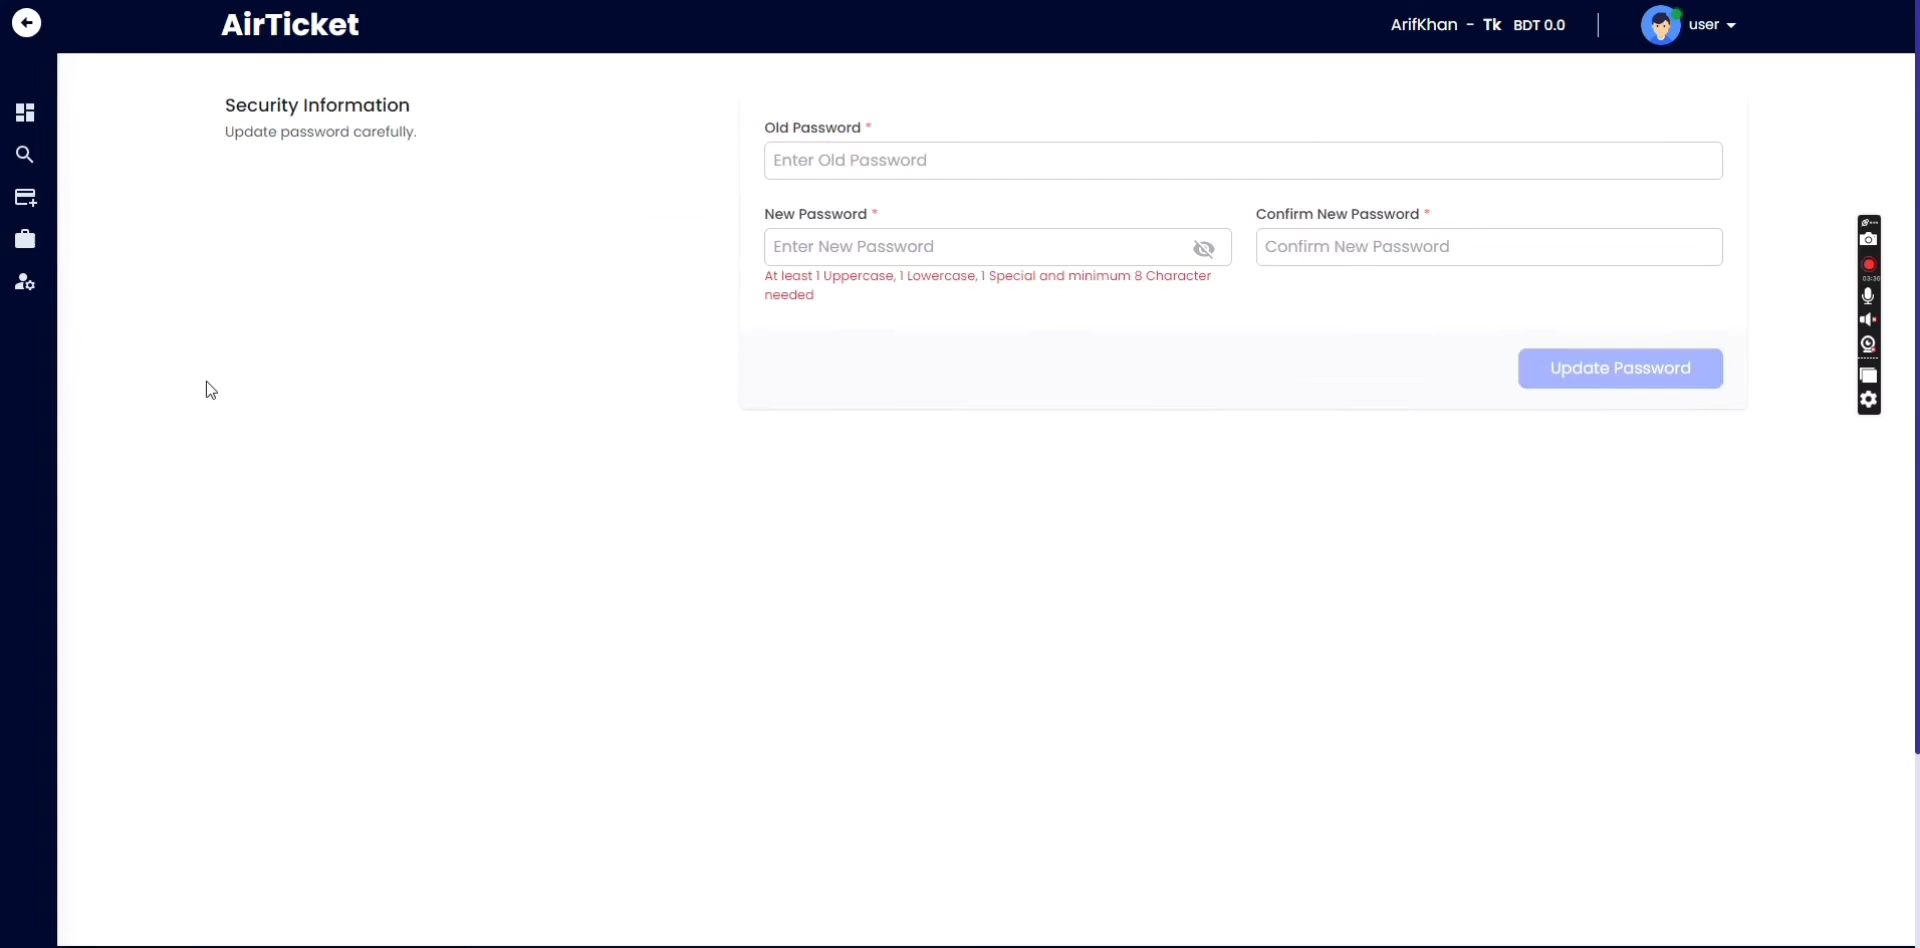 AirTicket
ArifKhan - Tk BDT 0.0
user
Security Information
Update password carefully.
Old Password *
Enter Old Password
New Password *
Confirm New Password *
Enter New Password
Confirm New Password
At least 1 Uppercase, 1 Lowercase, 1 Special and minimum 8 Character
needed
Update Password